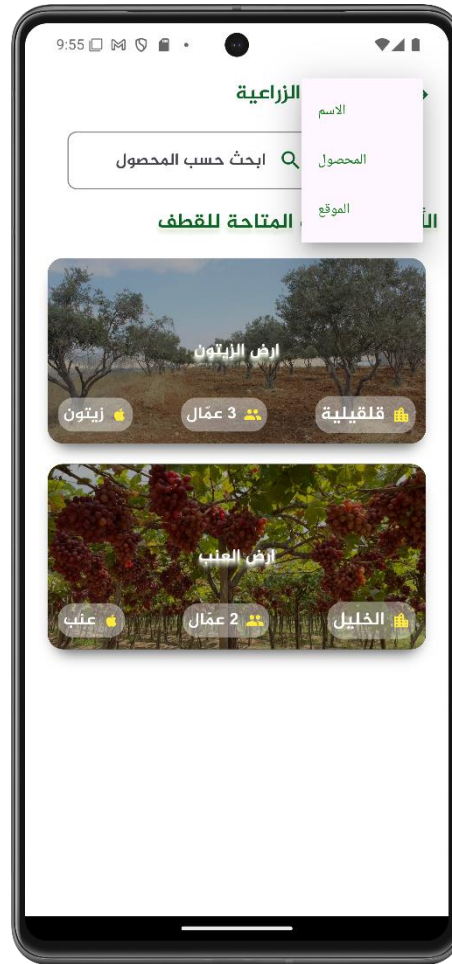 9:55
الزراعية
الاسم
ابحث حسب المحصول
المحصول
الموقع
المتاحة للقطف
ارض الزيتون
قلقيلية
3 عمّال
زيتون
ارض العنب
الخليل
2 عمّال
عنب